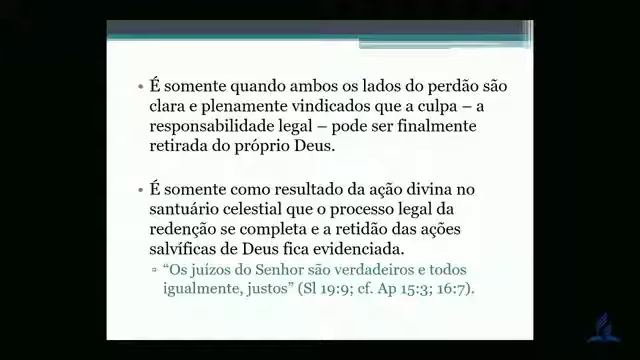 • É somente quando ambos os lados do perdão são
clara e plenamente vindicados que a culpa – a
responsabilidade legal – pode ser finalmente
retirada do próprio Deus.
• É somente como resultado da ação divina no
santuário celestial que o processo legal da
redenção se completa e a retidão das ações
salvíficas de Deus fica evidenciada.
▫ “Os juízos do Senhor são verdadeiros e todos
igualmente, justos” (Sl 19:9; cf. Ap 15:3; 16:7).